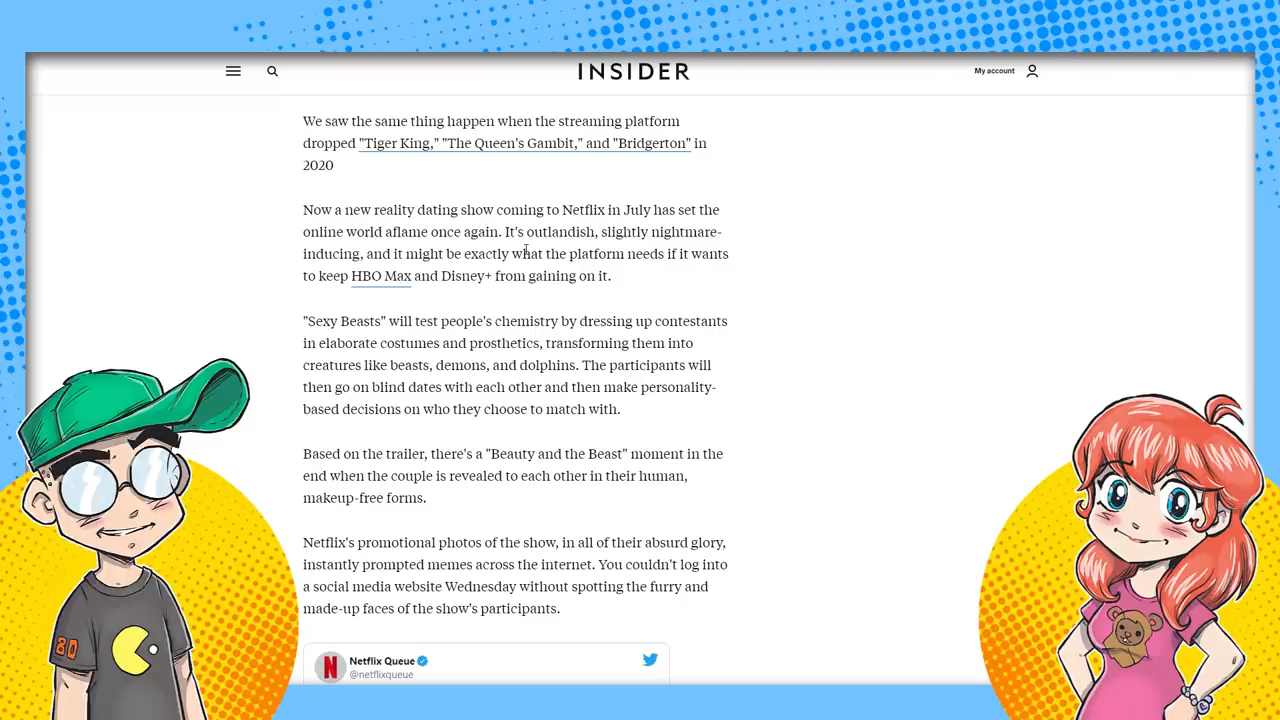 INSIDER
My account
We saw the same thing happen when the streaming platform
dropped "Tiger King," "The Queen's Gambit," and "Bridgerton" in
2020
Now a new reality dating show coming to Netflix in July has set the
online world aflame once again. It's outlandish, slightly nightmare-
inducing, and it might be exactly what the platform needs if it wants
to keep HBO Max and Disney+ from gaining on it.
"Sexy Beasts" will test people's chemistry by dressing up contestants
in elaborate costumes and prosthetics, transforming them into
creatures like beasts, demons, and dolphins. The participants will
then go on blind dates with each other and then make personality-
based decisions on who they choose to match with.
Based on the trailer, there's a "Beauty and the Beast" moment in the
end when the couple is revealed to each other in their human,
makeup-free forms.
Netflix's promotional photos of the show, in all of their absurd glory,
instantly prompted memes across the internet. You couldn't log into
a social media website Wednesday without spotting the furry and
made-up faces of the show's participants.
N
Netflix Queue
@netflixqueue
80